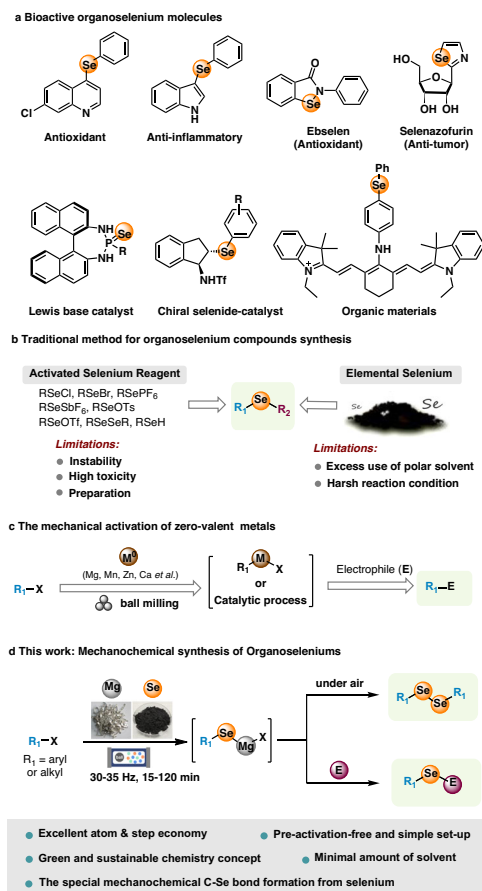 a Bioactive organoselenium molecules
Se
Cl
N
Antioxidant
Se
N
H
Anti-inflammatory
O
N
Se
Ebselen
(Antioxidant)
Se
N
HO
O
OH OH
Selenazofurin
(Anti-tumor)
NH
P Se
R
NH
Lewis base catalyst
R
Se
NHTf
Chiral selenide-catalyst
Ph
Se
NH
N+
N
Organic materials
b Traditional method for organoselenium compounds synthesis
Activated Selenium Reagent
RSeCl, RSeBr, RSePF6
RSeSbF6, RSeOTs
RSeOTf, RSeSeR, RSeH
Limitations:
Instability
High toxicity
Preparation
R1 Se R2
Elemental Selenium
Se Se
Limitations:
Excess use of polar solvent
Harsh reaction condition
c The mechanical activation of zero-valent metals
R1–X
M0
(Mg, Mn, Zn, Ca et al.)
ball milling
R1 M X
or
Catalytic process
Electrophile (E)
R1–E
d This work: Mechanochemical synthesis of Organoseleniums
R1–X
R1 = aryl
or alkyl
Mg Se
30-35 Hz, 15-120 min
R1 Se Mg X
under air
R1 Se Se R1
E
R1 Se E
Excellent atom & step economy
Pre-activation-free and simple set-up
Green and sustainable chemistry concept
Minimal amount of solvent
The special mechanochemical C-Se bond formation from selenium